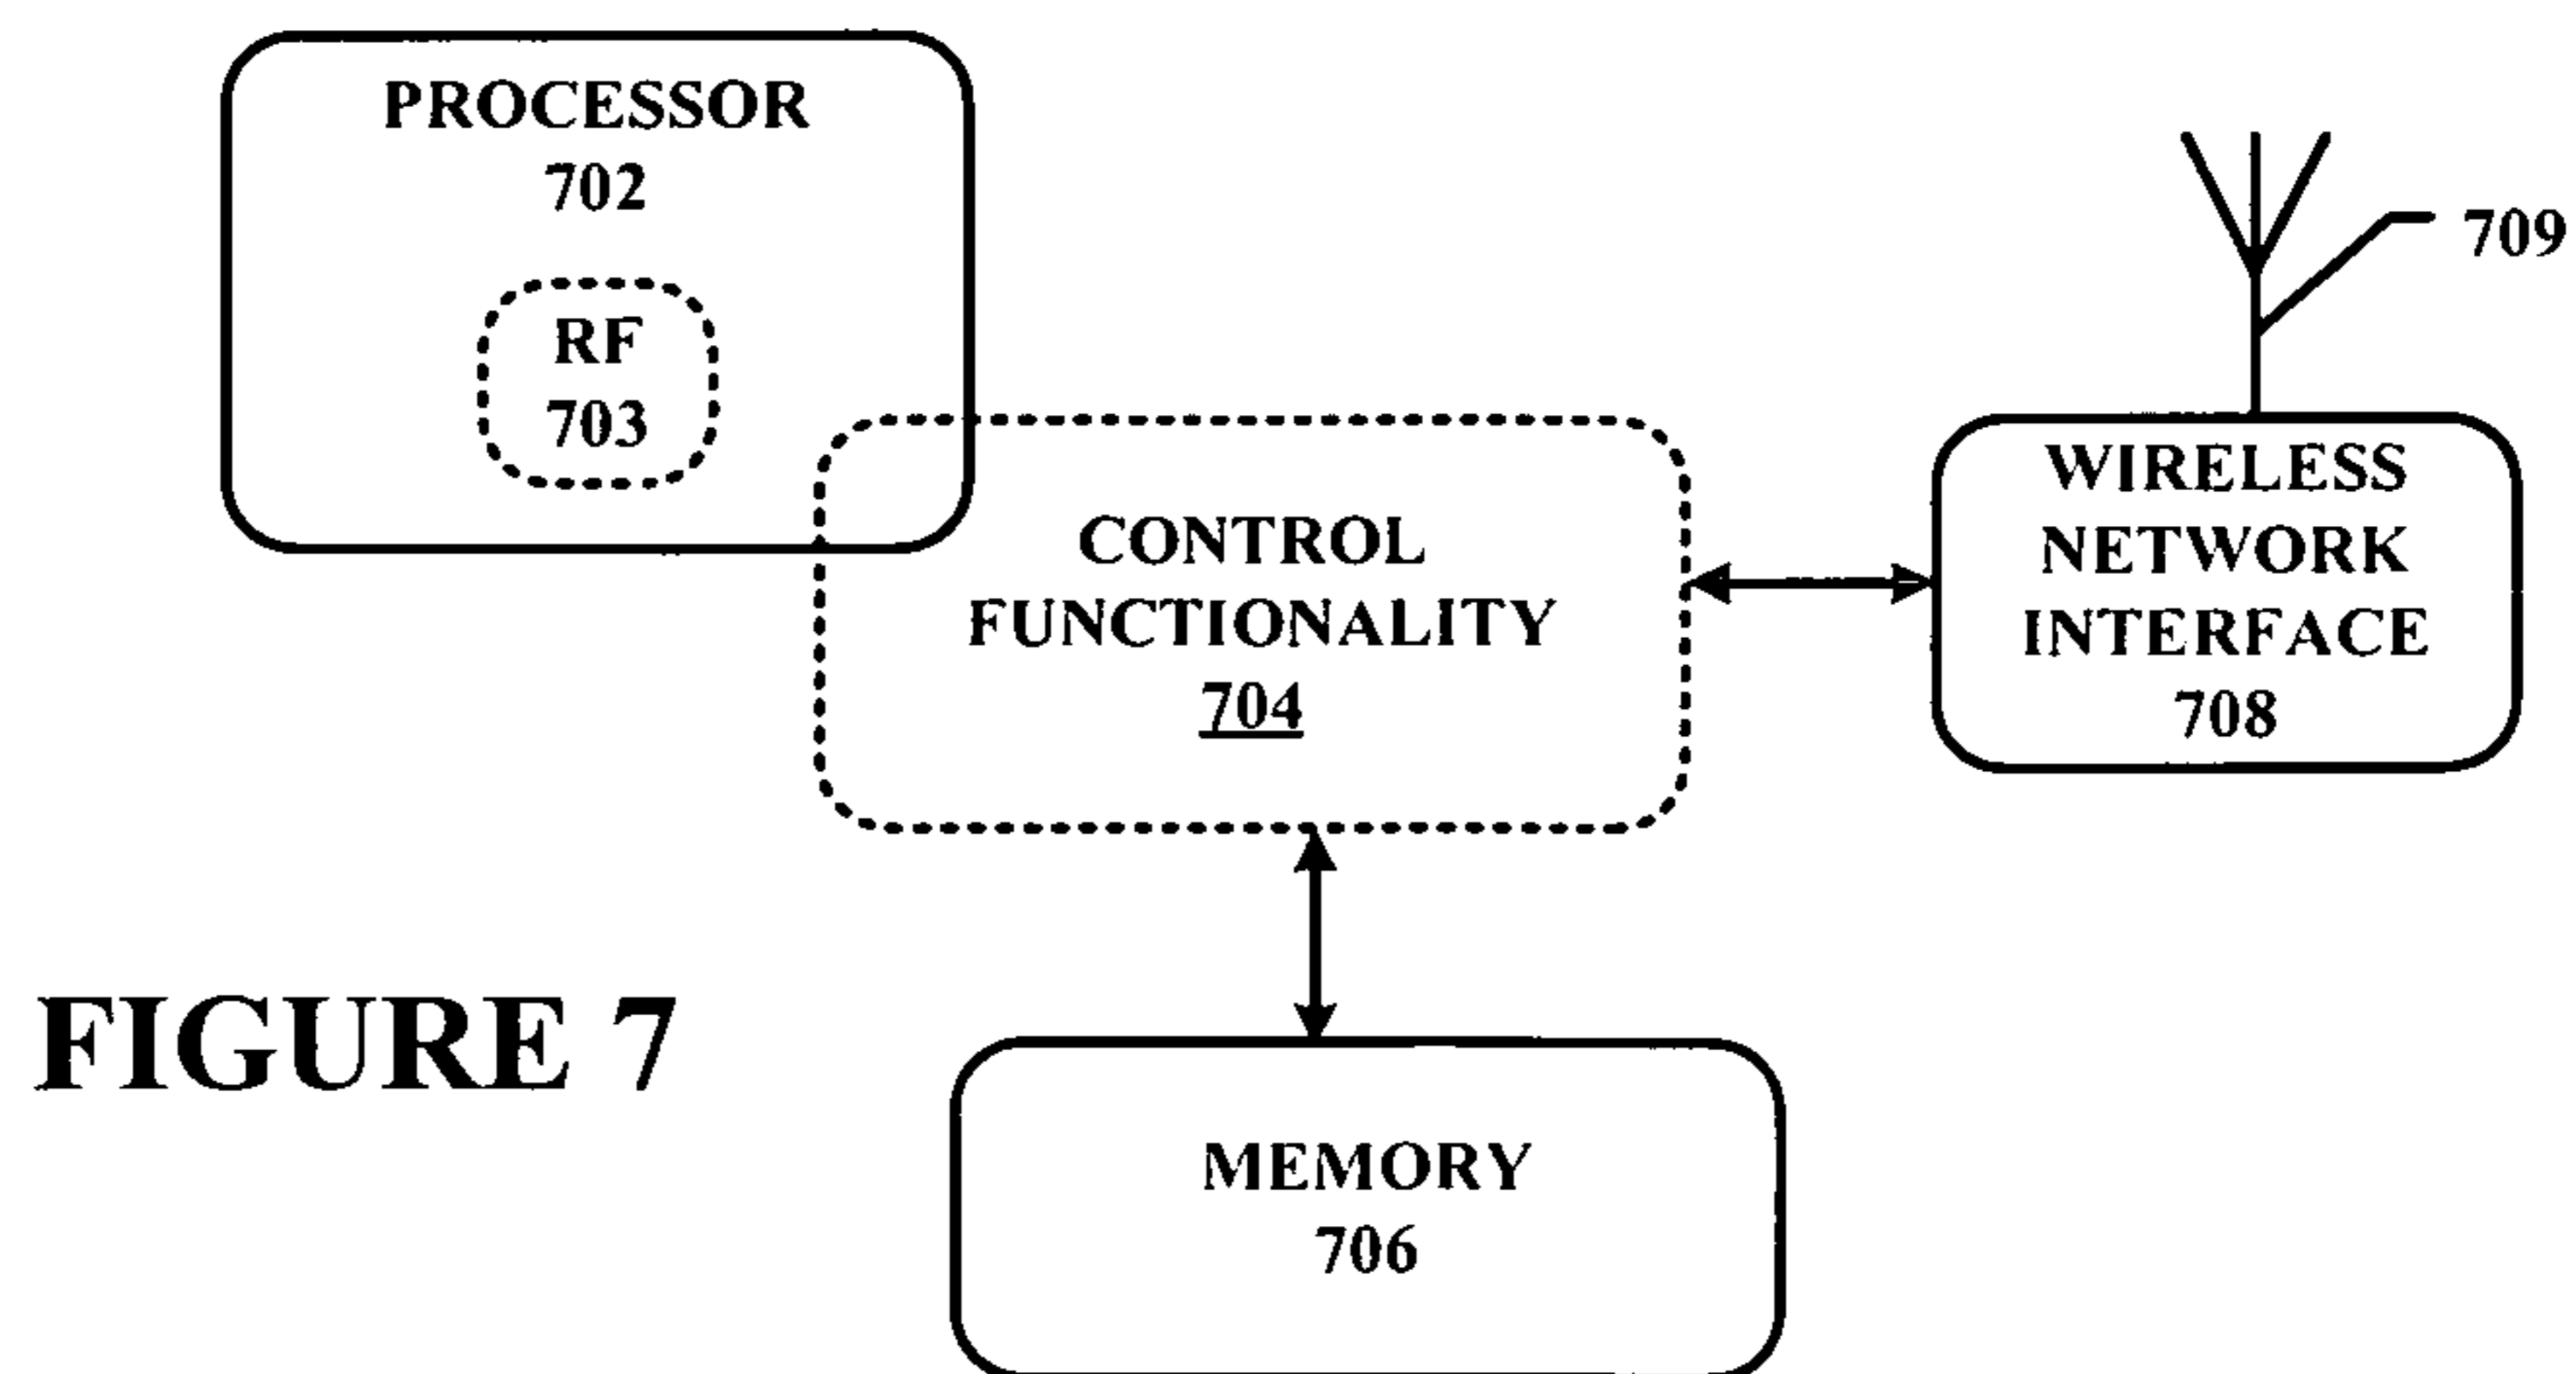 PROCESSOR
702
RF
703
709
CONTROL
FUNCTIONALITY
704
WIRELESS
NETWORK
INTERFACE
708
FIGURE 7
MEMORY
706